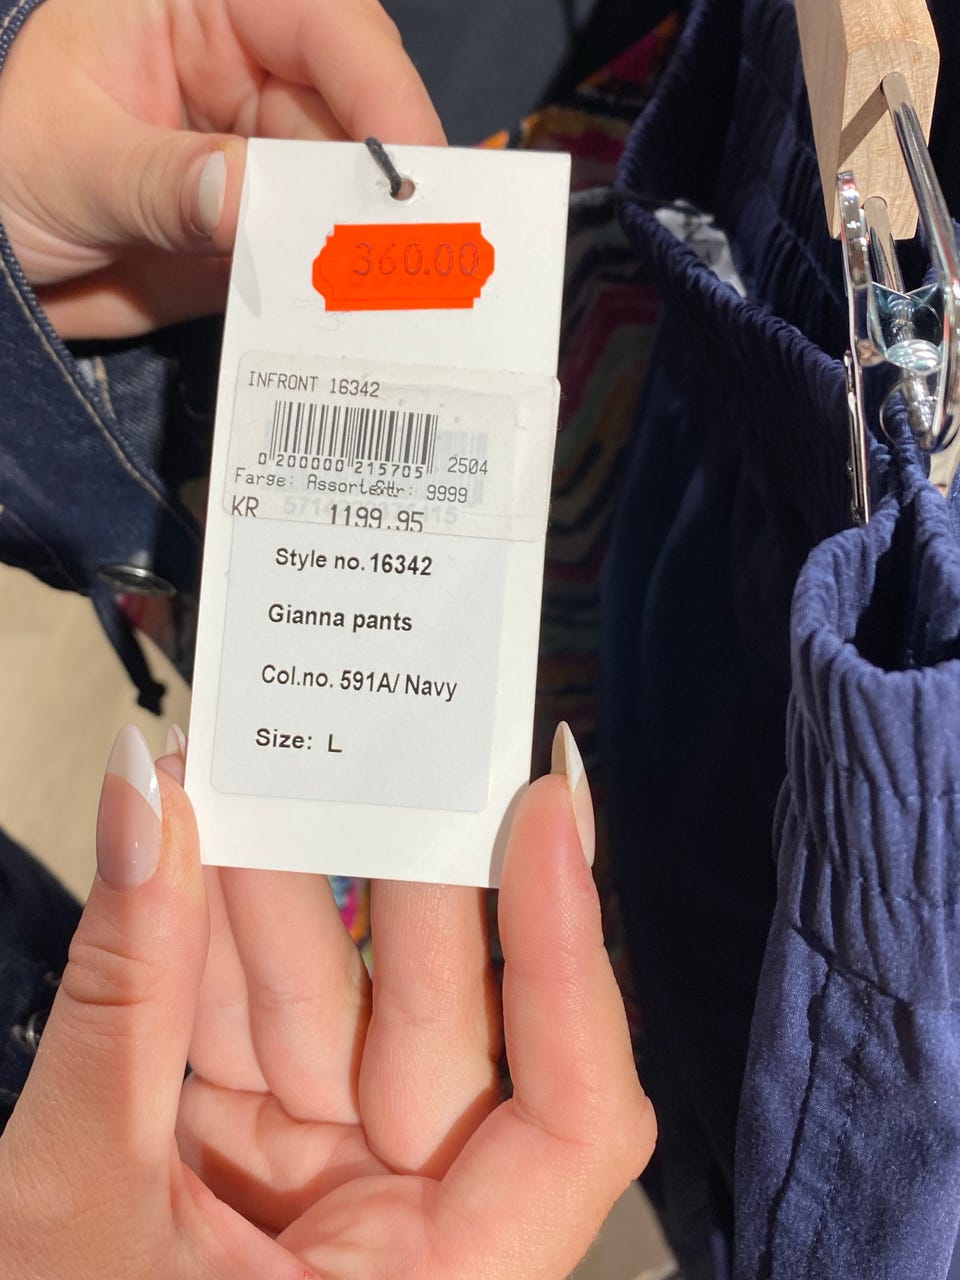 360.00
INFRONT 16342
0 200000 215705 2504
Farge: Assorte Str: 9999
KR 1199.95
Style no. 16342
Gianna pants
Col.no. 591A/ Navy
Size: L